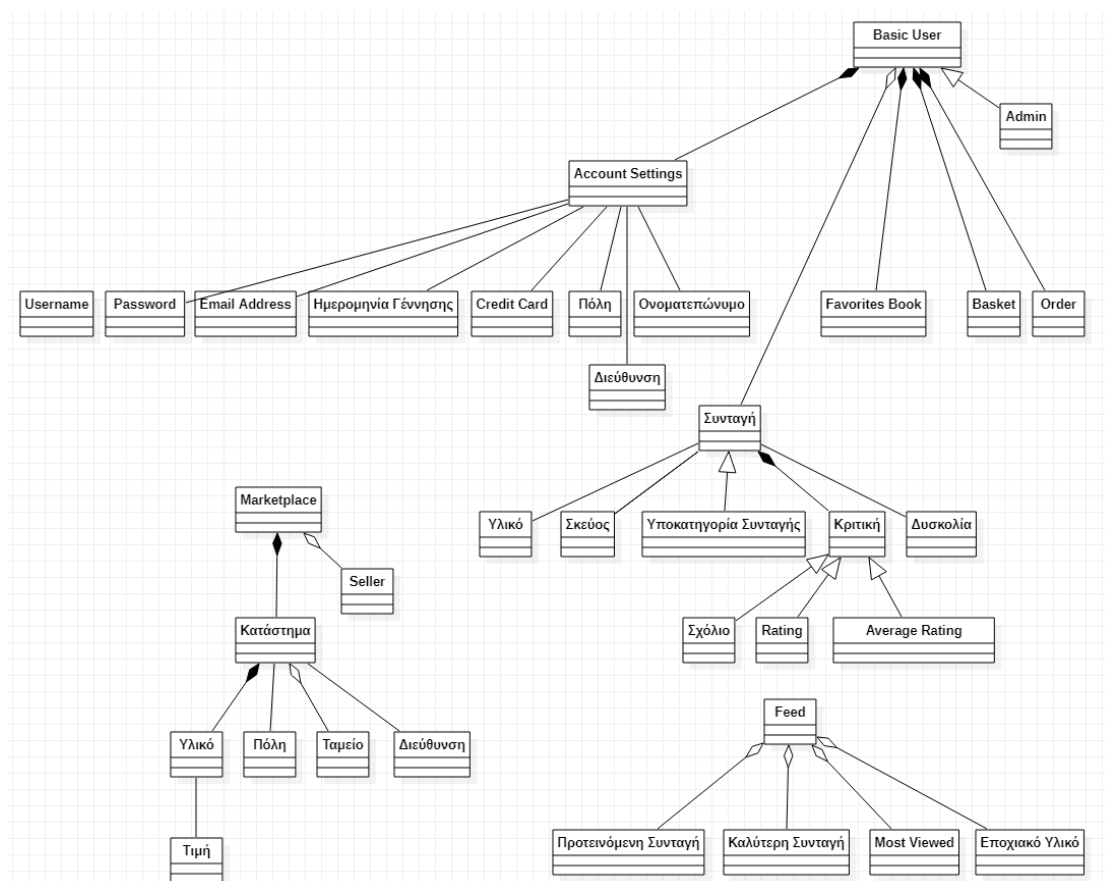 Basic User
Admin
Account Settings
Username
Password
Email Address
Ημερομηνία Γέννησης
Credit Card
Πόλη
Ονοματεπώνυμο
Favorites Book
Basket
Order
Διεύθυνση
Συνταγή
Marketplace
Υλικό
Σκεύος
Υποκατηγορία Συνταγής
Κριτική
Δυσκολία
Seller
Κατάστημα
Σχόλιο
Rating
Average Rating
Feed
Υλικό
Πόλη
Ταμείο
Διεύθυνση
Προτεινόμενη Συνταγή
Καλύτερη Συνταγή
Most Viewed
Εποχιακό Υλικό
Τιμή